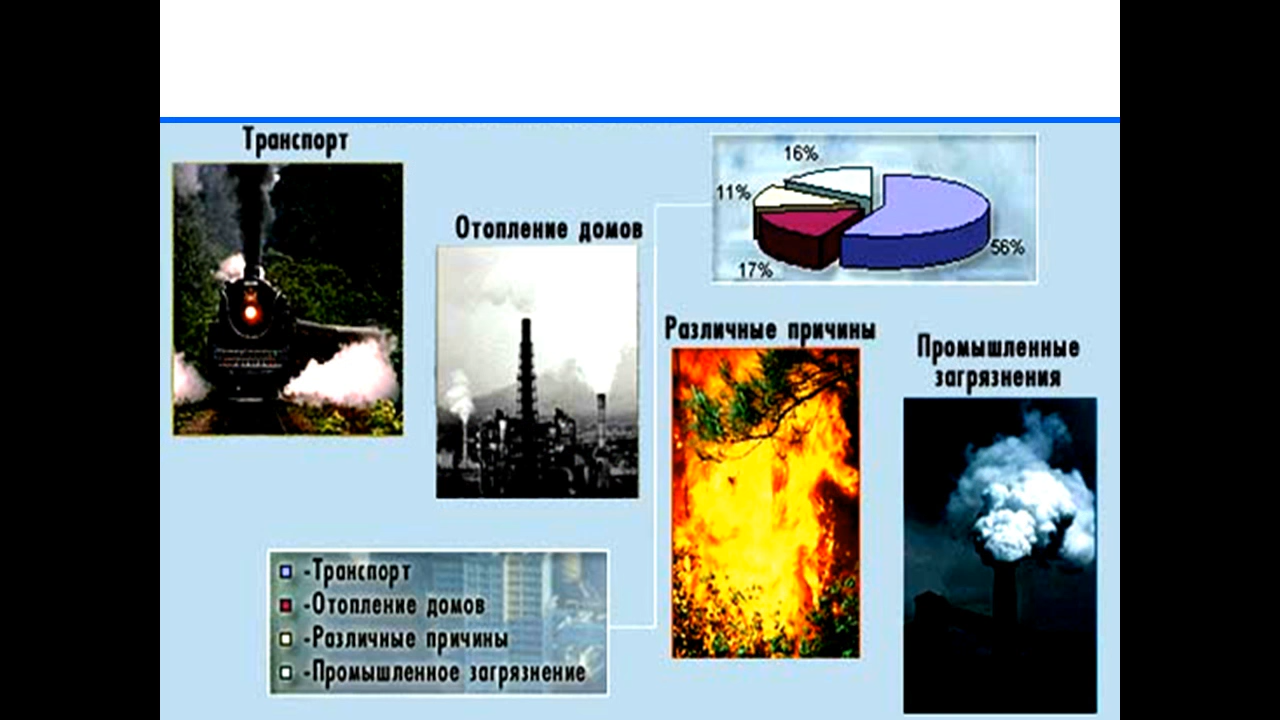 Транспорт
Отопление домов
16%
11%
56%
17%
Различные причины
Промышленные
загрязнения
-Транспорт
-Отопление домов
-Различные причины
-Промышленное загрязнение